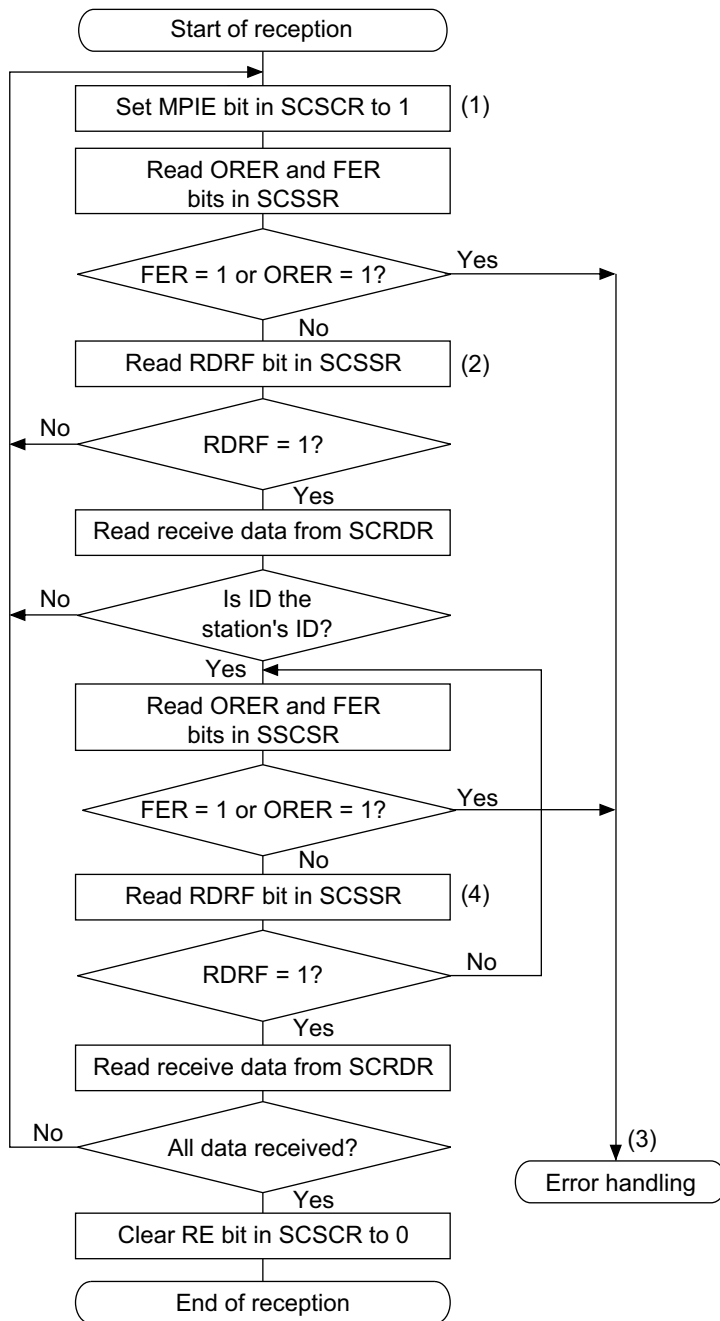 Start of reception
Set MPIE bit in SCSCR to 1
(1)
Read ORER and FER
bits in SCSSR
FER = 1 or ORER = 1?
Yes
No
Read RDRF bit in SCSSR
(2)
No
RDRF = 1?
Yes
Read receive data from SCRDR
No
Is ID the
station's ID?
Yes
Read ORER and FER
bits in SSCSR
FER = 1 or ORER = 1?
Yes
No
Read RDRF bit in SCSSR
(4)
RDRF = 1?
No
Yes
Read receive data from SCRDR
No
All data received?
(3)
Error handling
Yes
Clear RE bit in SCSCR to 0
End of reception